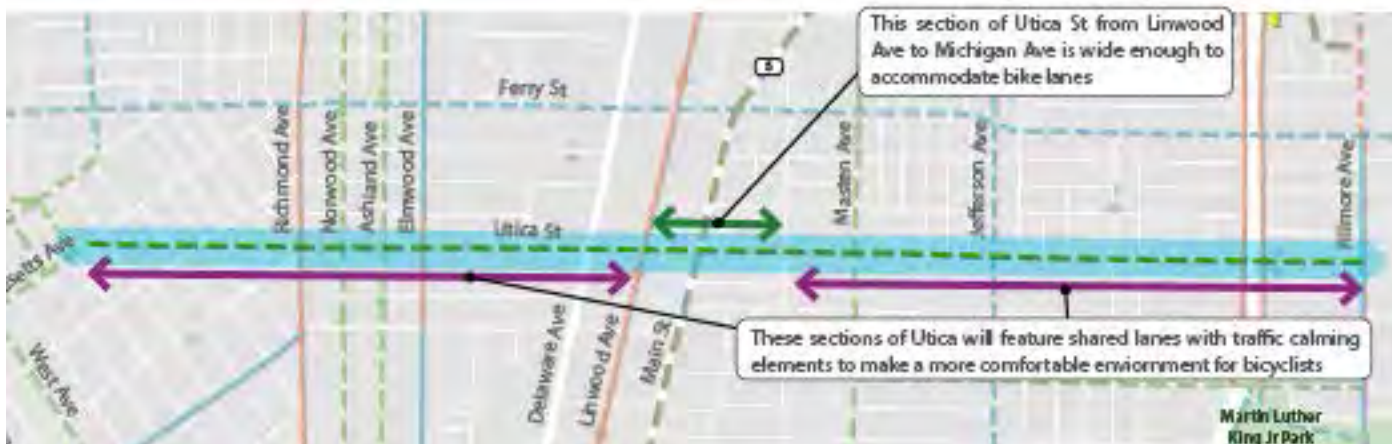 This section of Utica St from Linwood
Ave to Michigan Ave is wide enough to
accommodate bike lanes
Ferry St
Richmond Ave
Norwood Ave
Ashland Ave
Elmwood Ave
Utica St
Masten Ave
Jefferson Ave
Fillmore Ave
West Ave
Delaware Ave
Linwood Ave
Main St
These sections of Utica will feature shared lanes with traffic calming
elements to make a more comfortable enviornment for bicyclists
Martin Luther
King Jr Park